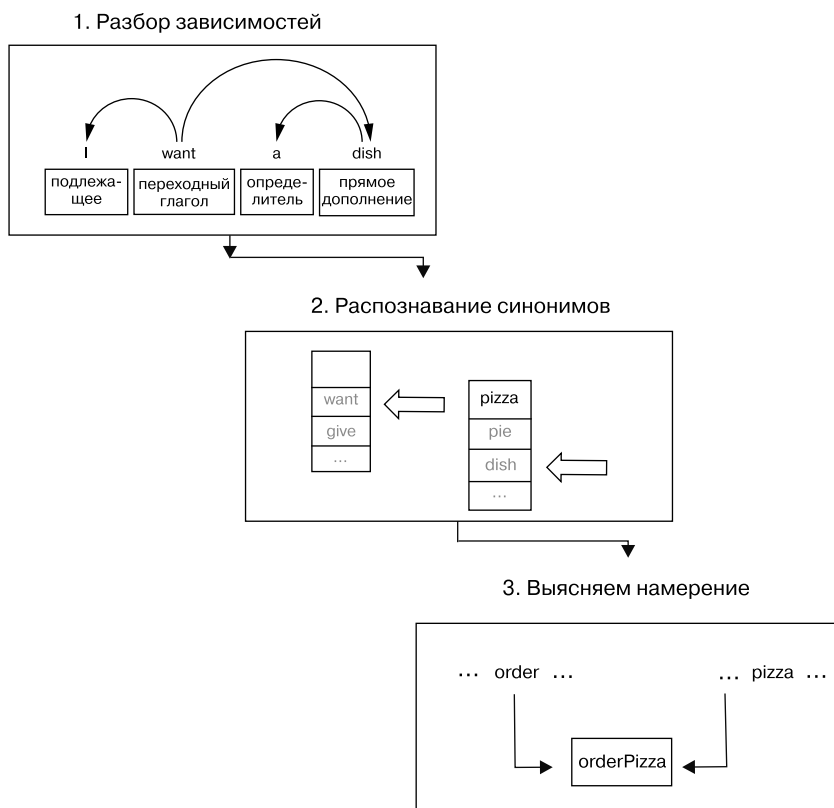 1. Разбор зависимостей
I want a dish
подлежа-
щее
переходный
глагол
опреде-
литель
прямое
дополнение
2. Распознавание синонимов
want
give
...
pizza
pie
dish
...
3. Выясняем намерение
... order ... ... pizza ...
orderPizza